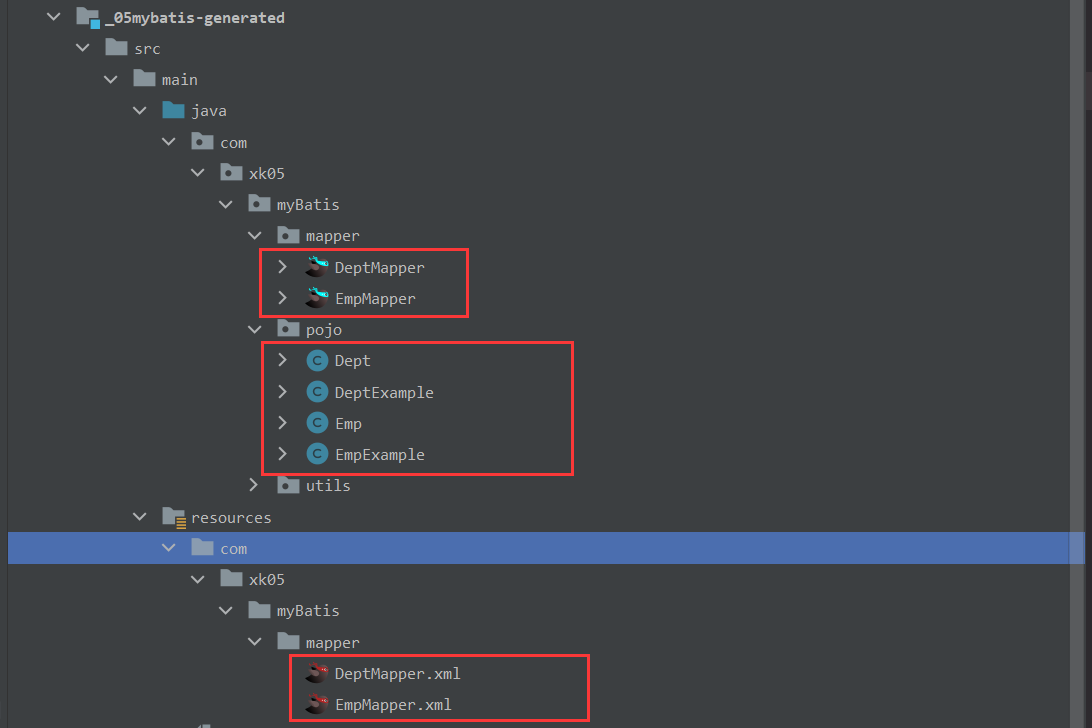 _05mybatis-generated
src
main
java
com
xk05
myBatis
mapper
DeptMapper
EmpMapper
pojo
C Dept
C DeptExample
C Emp
C EmpExample
utils
resources
com
xk05
myBatis
mapper
DeptMapper.xml
EmpMapper.xml